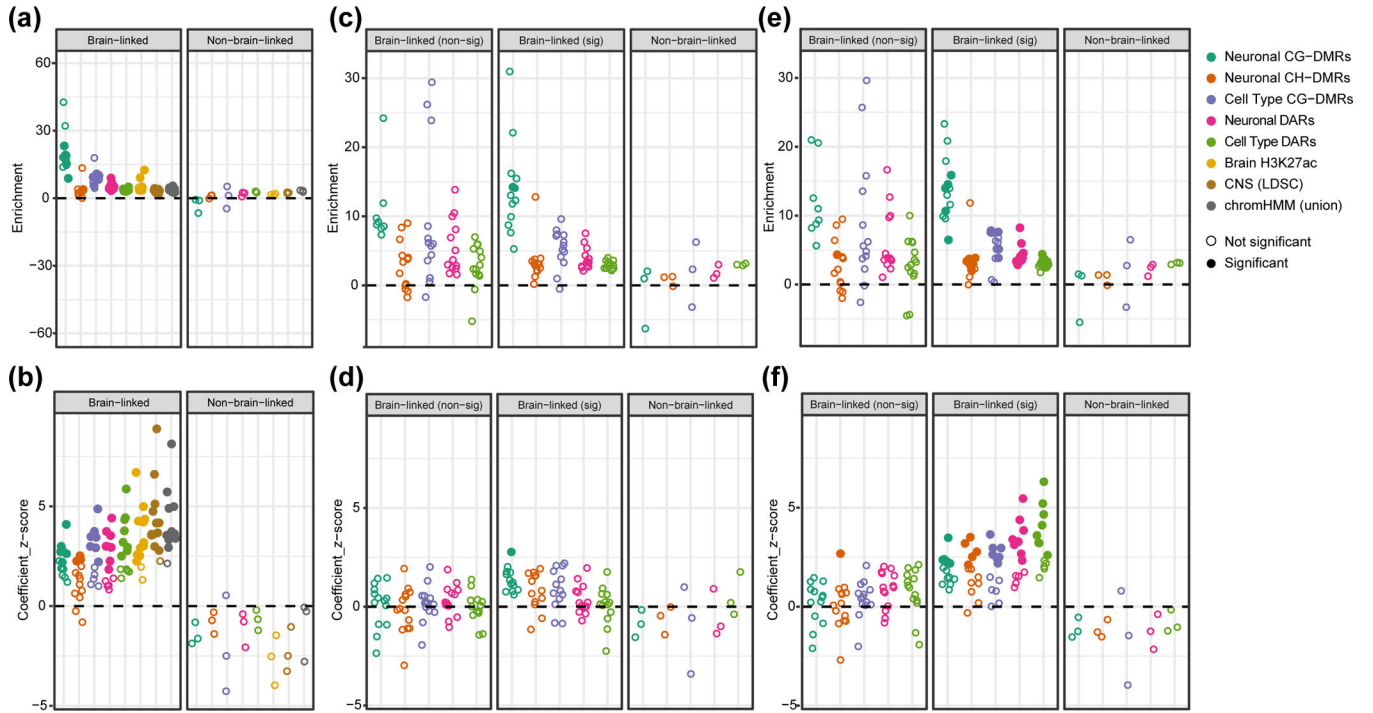 (a)
Brain−linked
Non−brain−linked
60
30
0
−30
−60
Enrichment
(c)
Brain−linked (non−sig)
Brain−linked (sig)
Non−brain−linked
30
20
10
0
Enrichment
(e)
Brain−linked (non−sig)
Brain−linked (sig)
Non−brain−linked
30
20
10
0
Enrichment
Neuronal CG−DMRs
Neuronal CH−DMRs
Cell Type CG−DMRs
Neuronal DARs
Cell Type DARs
Brain H3K27ac
CNS (LDSC)
chromHMM (union)
Not significant
Significant
(b)
Brain−linked
Non−brain−linked
5
0
−5
Coefficient_z−score
(d)
Brain−linked (non−sig)
Brain−linked (sig)
Non−brain−linked
5
0
−5
Coefficient_z−score
(f)
Brain−linked (non−sig)
Brain−linked (sig)
Non−brain−linked
5
0
−5
Coefficient_z−score